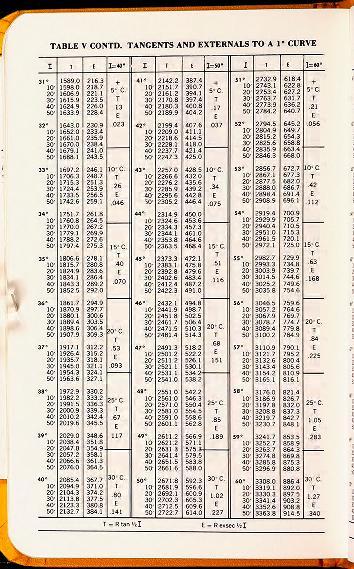 TABLE V CONTD. TANGENTS AND EXTERNALS TO A 1° CURVE
I T E I=40° I T E I=50° I T E I=60°
31° 1589.0 216.3 + 41° 2142.2 387.4 + 51° 2732.9 618.4 +
10' 1598.0 218.7 5° C. 10' 2151.7 390.7 5° C. 10' 2743.1 622.8 5° C.
20' 1606.9 221.1 T 20' 2161.2 394.1 T 20' 2753.4 627.2 T
30' 1615.9 223.5 .13 30' 2170.8 397.4 .17 30' 2763.7 631.7 .21
40' 1624.9 226.0 E 40' 2180.3 400.8 E 40' 2773.9 636.2 E
50' 1633.9 228.4 50' 2189.9 404.2 50' 2784.2 640.7
32° 1643.0 230.9 .023 42° 2199.4 407.6 .037 52° 2794.5 645.2 .056
10' 1652.0 233.4 10' 2209.0 411.1 10' 2804.9 649.7
20' 1661.0 235.9 20' 2218.6 414.5 20' 2815.2 654.3
30' 1670.0 238.4 30' 2228.1 418.0 30' 2825.6 658.8
40' 1679.1 241.0 40' 2237.7 421.4 40' 2835.9 663.4
50' 1688.1 243.5 50' 2247.3 425.0 50' 2846.3 668.0
33° 1697.2 246.1 10° C. 43° 2257.0 428.5 10° C. 53° 2856.7 672.7 10° C.
10' 1706.3 248.7 T 10' 2266.6 432.0 T 10' 2867.1 677.3 T
20' 1715.3 251.3 .26 20' 2276.2 435.6 .34 20' 2877.5 682.0 .42
30' 1724.4 253.9 E 30' 2285.9 439.2 E 30' 2888.0 686.7 E
40' 1733.5 256.5 40' 2295.6 442.8 40' 2898.4 691.4
50' 1742.6 259.1 .046 50' 2305.2 446.4 .075 50' 2908.9 696.1 .112
34° 1751.7 261.8 44° 2314.9 450.0 54° 2919.4 700.9
10' 1760.8 264.5 10' 2324.6 453.6 10' 2929.9 705.7
20' 1770.0 267.2 20' 2334.3 457.3 20' 2940.4 710.5
30' 1779.1 269.9 30' 2344.1 461.0 30' 2951.0 715.3
40' 1788.2 272.6 40' 2353.8 464.6 40' 2961.5 720.1
50' 1797.4 275.3 15° C. 50' 2363.5 468.4 15° C. 50' 2972.1 725.0 15° C.
35° 1806.6 278.1 T 45° 2373.3 472.1 T 55° 2982.7 729.9 T
10' 1815.7 280.8 .40 10' 2383.1 475.8 .51 10' 2993.3 734.8 .63
20' 1824.9 283.6 E 20' 2392.8 479.6 E 20' 3003.9 739.7 E
30' 1834.1 286.4 .070 30' 2402.6 483.4 .116 30' 3014.5 744.6 .168
40' 1843.3 289.2 40' 2412.4 487.2 40' 3025.2 749.6
50' 1852.5 292.0 50' 2422.3 491.0 50' 3035.8 754.6
36° 1861.7 294.9 46° 2432.1 494.8 56° 3046.5 759.6
10' 1870.9 297.7 10' 2441.9 498.7 10' 3057.2 764.6
20' 1880.1 300.6 20' 2451.8 502.5 20' 3067.9 769.7
30' 1889.4 303.5 20° C. 30' 2461.7 506.4 20° C. 30' 3078.7 774.7 20° C.
40' 1898.6 306.4 T 40' 2471.5 510.3 T 40' 3089.4 779.8 T
50' 1907.9 309.3 50' 2481.4 514.3 .68 50' 3100.2 784.9 .84
37° 1917.1 312.2 .53 47° 2491.3 518.2 E 57° 3110.9 790.1 E
10' 1926.4 315.2 E 10' 2501.2 522.2 10' 3121.7 795.2 .225
20' 1935.7 318.1 20' 2511.2 526.1 .151 20' 3132.6 800.4
30' 1945.0 321.1 .093 30' 2521.1 530.1 30' 3143.4 805.6
40' 1954.3 324.1 40' 2531.1 534.2 40' 3154.2 810.9
50' 1963.6 327.1 50' 2541.0 538.2 50' 3165.1 816.1
38° 1972.9 330.2 48° 2551.0 542.2 58° 3176.0 821.4
10' 1982.2 333.2 25° C. 10' 2561.0 546.3 25° C. 10' 3186.9 826.7 25° C.
20' 1991.5 336.3 T 20' 2571.0 550.4 T 20' 3197.8 832.0 T
30' 2000.9 339.3 30' 2581.0 554.5 30' 3208.8 837.3
40' 2010.2 342.4 .67 40' 2591.0 558.6 .85 40' 3219.7 842.7 1.05
50' 2019.6 345.5 E 50' 2601.1 562.8 E 50' 3230.7 848.1 E
39° 2029.0 348.6 .117 49° 2611.2 566.9 .189 59° 3241.7 853.5 .283
10' 2038.4 351.8 10' 2621.2 571.1 10' 3252.7 858.9
20' 2047.8 354.9 20' 2631.3 575.3 20' 3263.7 864.3
30' 2057.2 358.1 30' 2641.4 579.5 30' 3274.8 869.8
40' 2066.6 361.3 40' 2651.5 583.8 40' 3285.8 875.3
50' 2076.0 364.5 50' 2661.6 588.0 50' 3296.9 880.8
40° 2085.4 367.7 30° C. 50° 2671.8 592.3 30° C. 60° 3308.0 886.4 30° C.
10' 2094.9 371.0 T 10' 2681.9 596.6 T 10' 3319.1 892.0 T
20' 2104.3 374.2 .80 20' 2692.1 600.9 1.02 20' 3330.3 897.5 1.27
30' 2113.8 377.5 E 30' 2702.3 605.3 E 30' 3341.4 903.2 E
40' 2123.3 380.8 40' 2712.5 609.6 40' 3352.6 908.8
50' 2132.7 384.1 .141 50' 2722.7 614.0 .227 50' 3363.8 914.5 .340
T = R tan ½ I E = R exsec ½ I